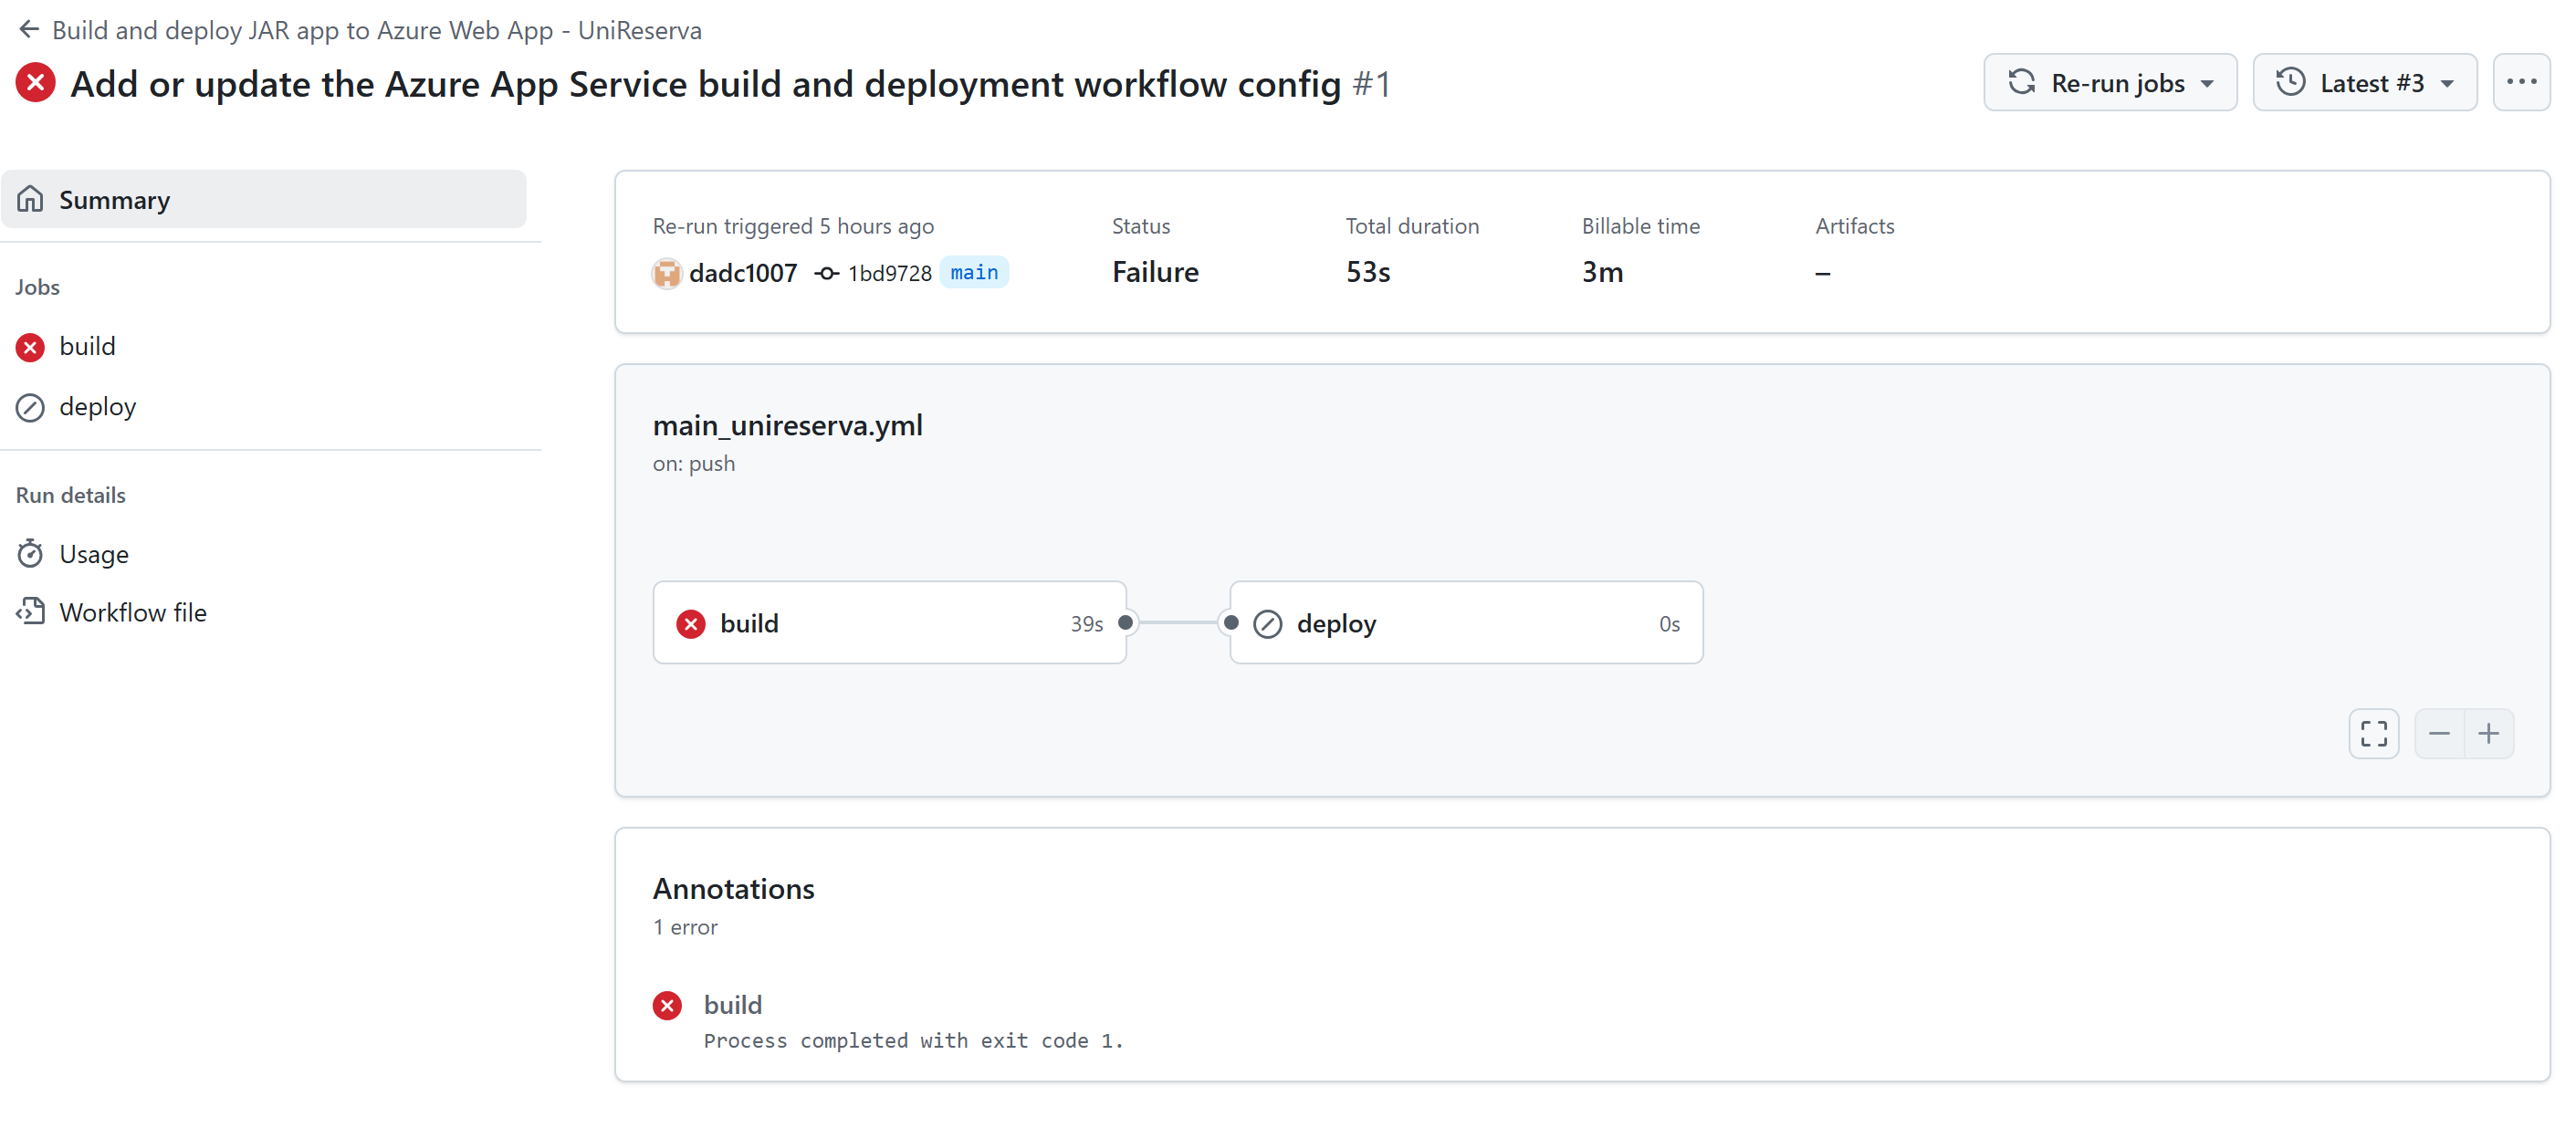 Build and deploy JAR app to Azure Web App - UniReserva
Add or update the Azure App Service build and deployment workflow config #1
Re-run jobs
Latest #3
Summary
Jobs
build
deploy
Run details
Usage
Workflow file
Re-run triggered 5 hours ago
dadc1007 1bd9728 main
Status
Failure
Total duration
53s
Billable time
3m
Artifacts
–
main_unireserva.yml
on: push
build 39s
deploy 0s
Annotations
1 error
build
Process completed with exit code 1.